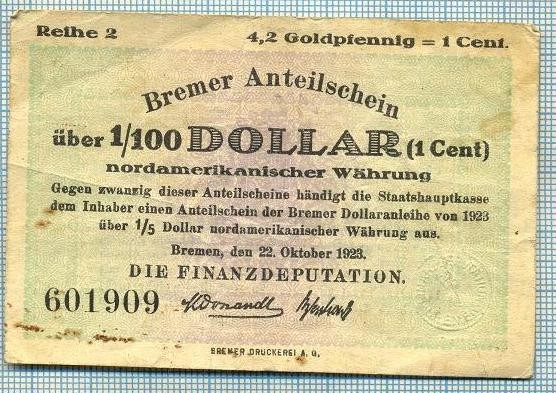 Reihe 2
4,2 Goldpfennig = 1 Cent.
Bremer Anteilschein
über 1/100 DOLLAR (1 Cent)
nordamerikanischer Währung
Gegen zwanzig dieser Anteilscheine händigt die Staatshauptkasse
dem Inhaber einen Anteilschein der Bremer Dollaranleihe von 1923
über 1/5 Dollar nordamerikanischer Währung aus.
Bremen, den 22. Oktober 1923.
DIE FINANZDEPUTATION.
601909
BREMER DRUCKEREI A. G.